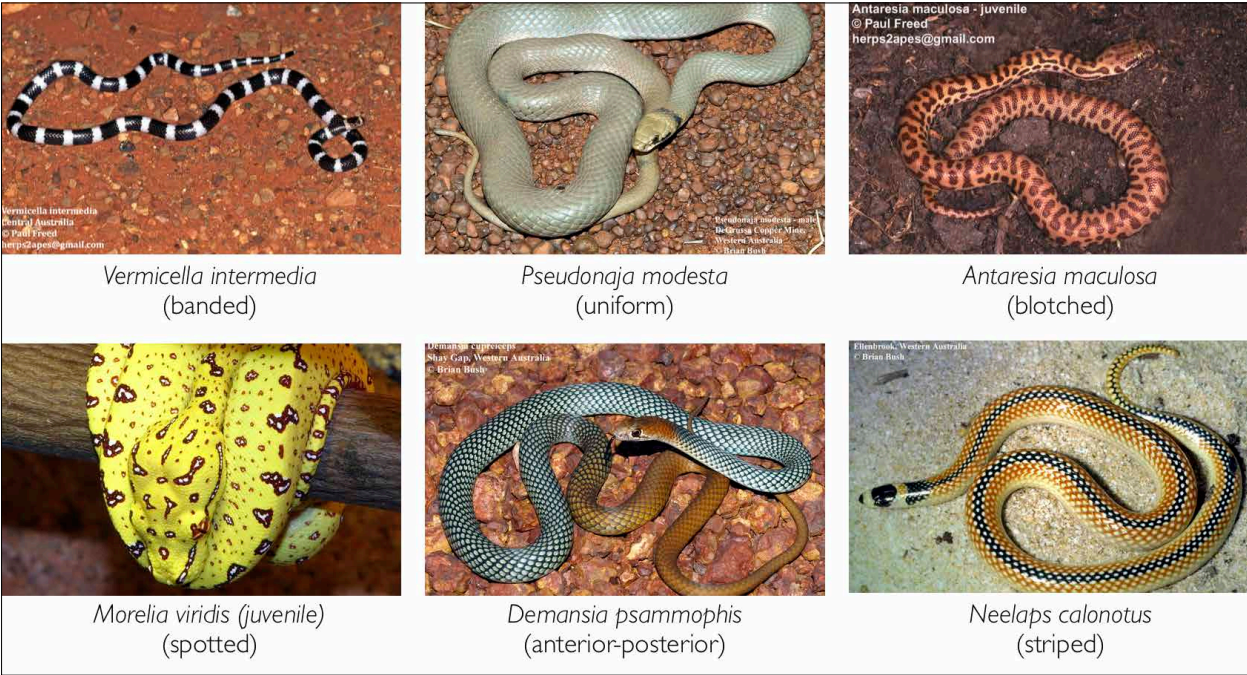 Vermicella intermedia
Central Australia
© Paul Freed
herps2apes@gmail.com
Pseudonaja modesta - male
DeGrussa Copper Mine,
Western Australia
© Brian Bush
Antaresia maculosa - juvenile
© Paul Freed
herps2apes@gmail.com
Vermicella intermedia
(banded)
Pseudonaja modesta
(uniform)
Antaresia maculosa
(blotched)
Demansia cupreiceps
Shay Gap, Western Australia
© Brian Bush
Ellenbrook, Western Australia
© Brian Bush
Morelia viridis (juvenile)
(spotted)
Demansia psammophis
(anterior-posterior)
Neelaps calonotus
(striped)